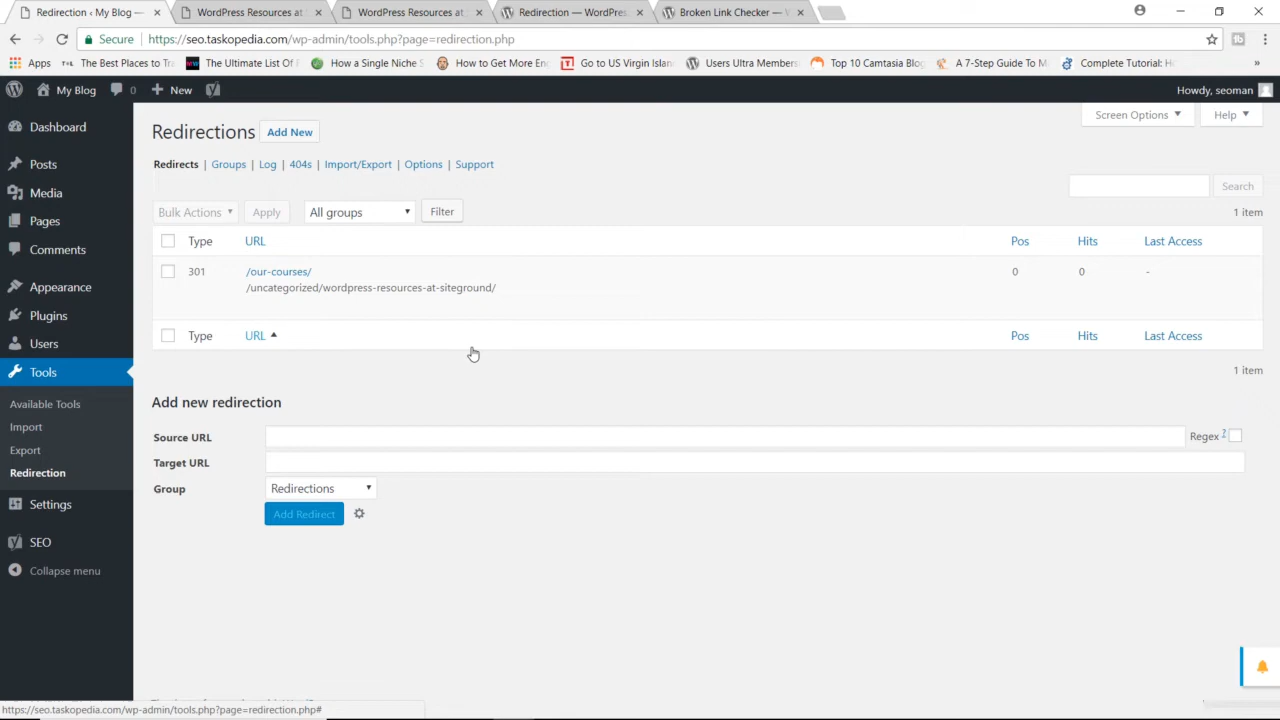 Redirection ‹ My Blog —
WordPress Resources at
WordPress Resources at
Redirection — WordPres
Broken Link Checker —
Secure
https://seo.taskopedia.com/wp-admin/tools.php?page=redirection.php
Apps
The Best Places to Tra
The Ultimate List Of
How a Single Niche S
How to Get More En
Go to US Virgin Islan
Users Ultra Members
Top 10 Camtasia Blog
A 7-Step Guide To M
Complete Tutorial: H
»
My Blog
0
New
Howdy, seoman
Screen Options
Help
Redirections
Add New
Redirects | Groups | Log | 404s | Import/Export | Options | Support
Search
Bulk Actions
Apply
All groups
Filter
1 item
Type
URL
Pos
Hits
Last Access
301
/our-courses/
0
0
-
/uncategorized/wordpress-resources-at-siteground/
Type
URL
Pos
Hits
Last Access
1 item
Add new redirection
Source URL
Regex ?
Target URL
Group
Redirections
Add Redirect
Dashboard
Posts
Media
Pages
Comments
Appearance
Plugins
Users
Tools
Available Tools
Import
Export
Redirection
Settings
SEO
Collapse menu
https://seo.taskopedia.com/wp-admin/tools.php?page=redirection.php#